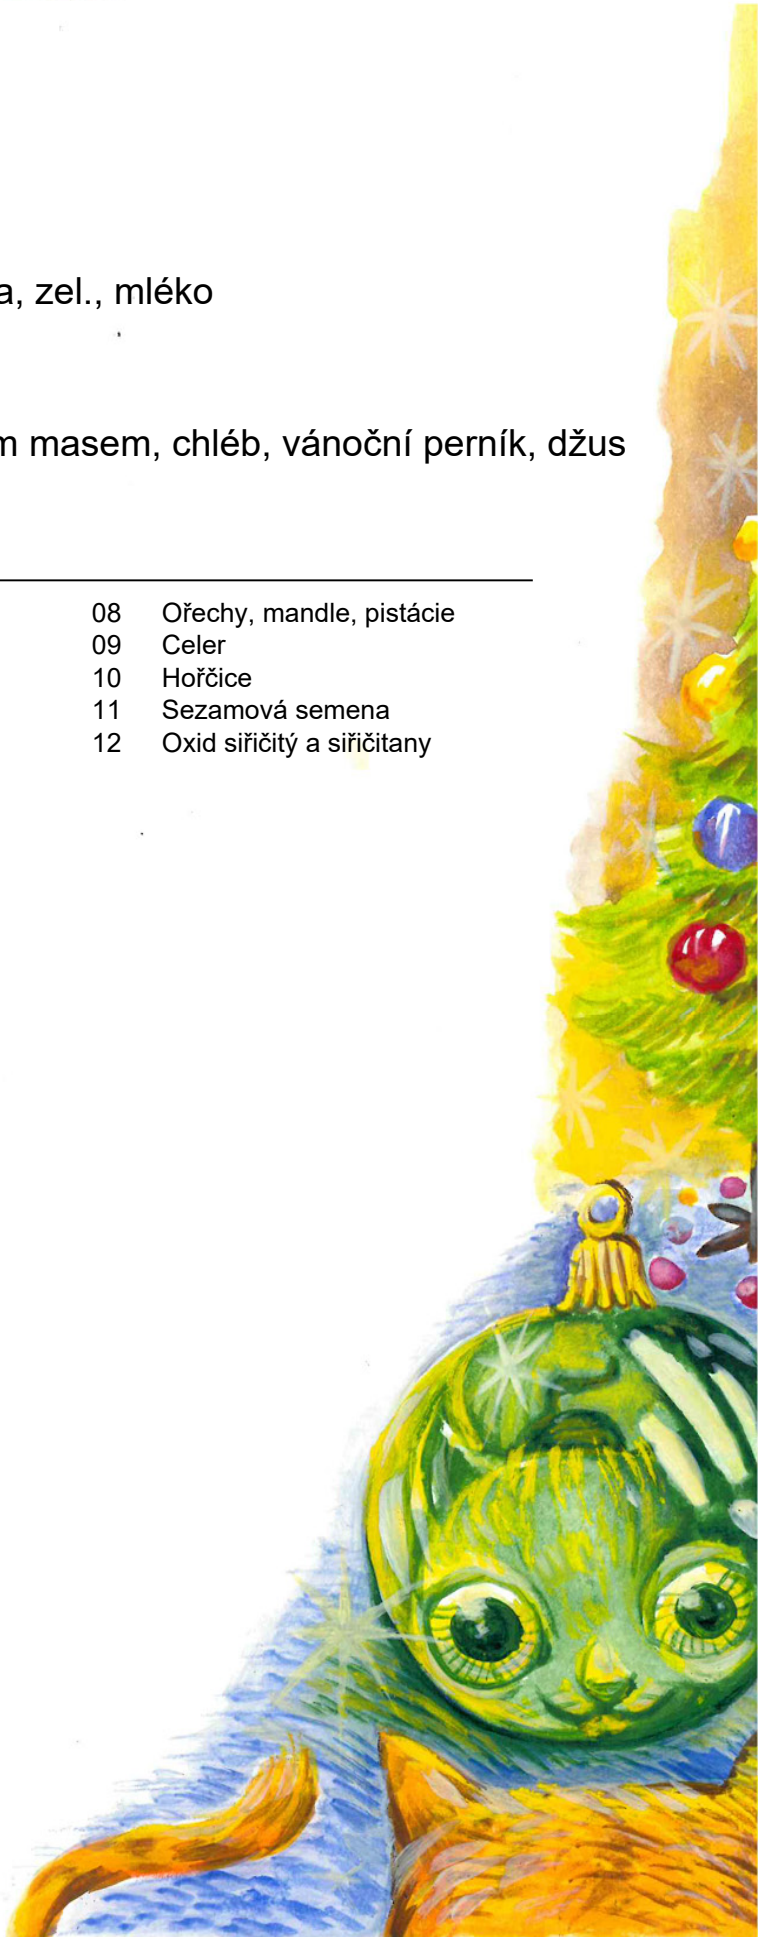 a, zel., mléko
m masem, chléb, vánoční perník, džus
08 Ořechy, mandle, pistácie
09 Celer
10 Hořčice
11 Sezamová semena
12 Oxid siřičitý a siřičitany